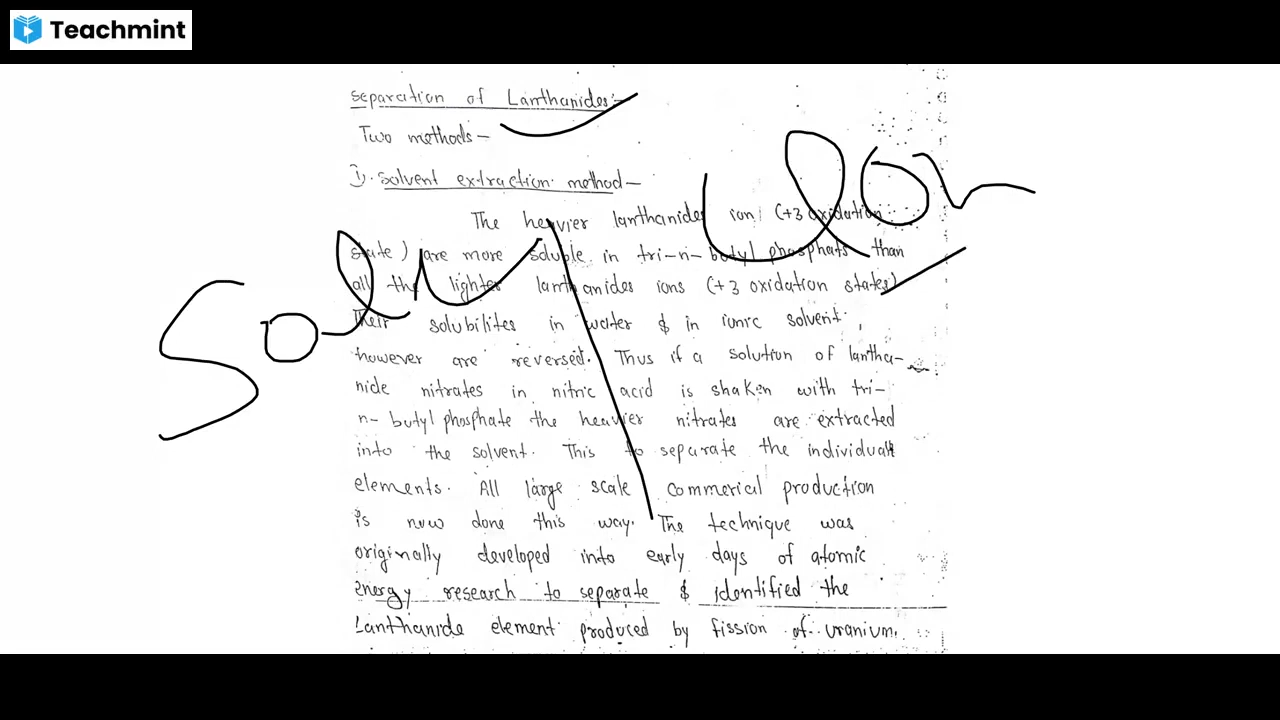 Teachmint
separation of Lanthanides:-
Two methods-
1). solvent extraction method-
The heavier lanthanides ion (+3 oxidation
state) are more soluble in tri-n-butyl phosphate than
all the lighter lanthanides ions (+3 oxidation states)
Their solubilites in water & in ionic solvent.
however are reversed. Thus if a solution of lantha-
nide nitrates in nitric acid is shaken with tri-
n-butyl phosphate the heavier nitrates are extracted
into the solvent. This to separate the individual
elements. All large scale commerical production
is now done this way. The technique was
originally developed into early days of atomic
energy research to separate & identified the
Lanthanide element produced by fission of uranium.